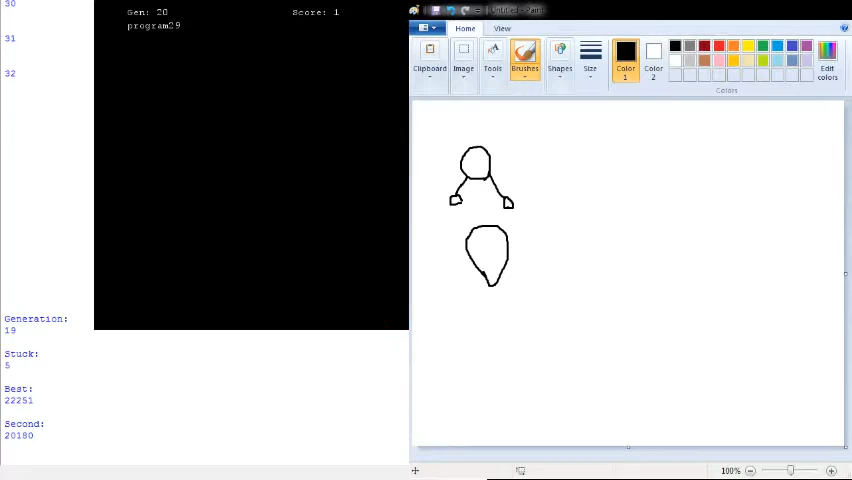 30
31
32
Generation:
19
Stuck:
5
Best:
22251
Second:
20180
Gen: 20 Score: 1
program29
Untitled - Paint
Home View
Clipboard Image Tools Brushes Shapes Size Color 1 Color 2 Edit colors
Colors
100%